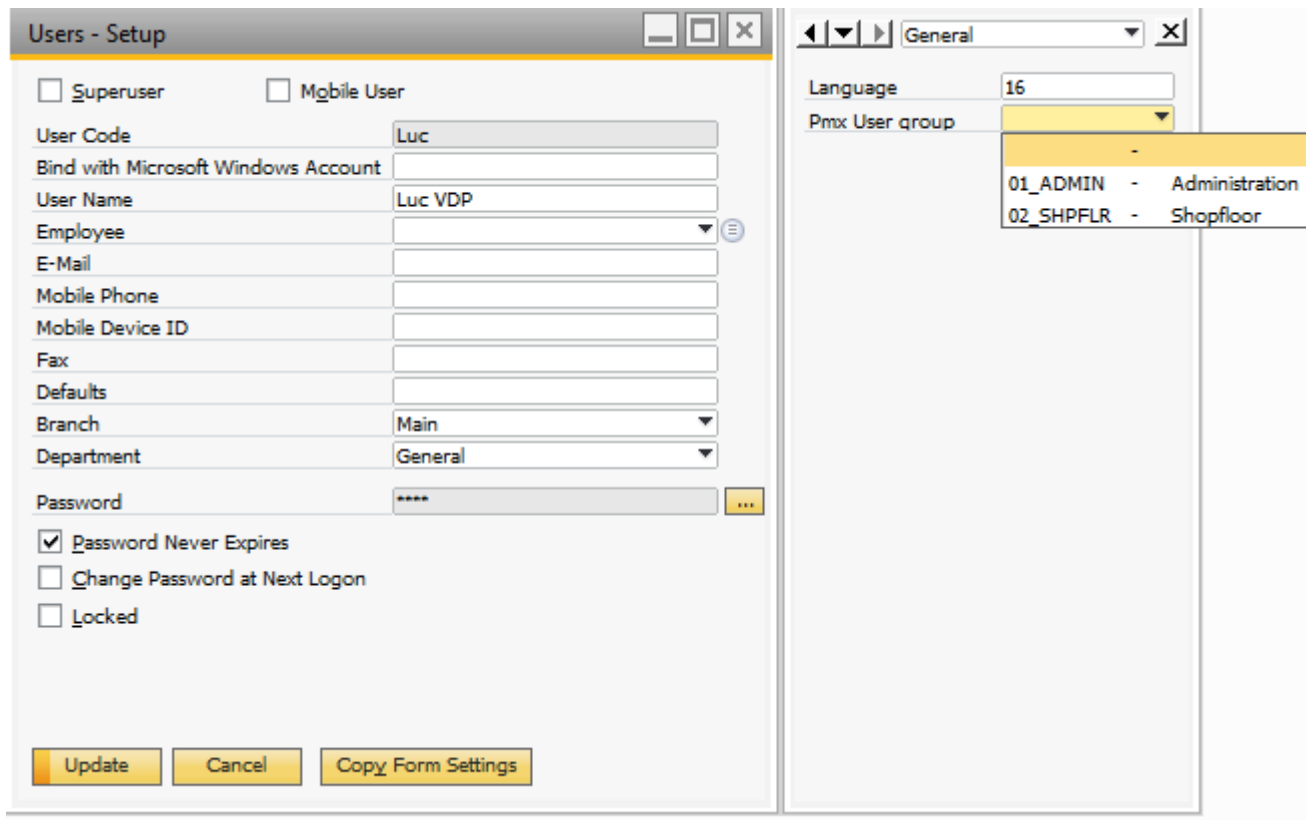 Users - Setup
Superuser Mobile User
User Code Luc
Bind with Microsoft Windows Account
User Name Luc VDP
Employee
E-Mail
Mobile Phone
Mobile Device ID
Fax
Defaults
Branch Main
Department General
Password **** ...
Password Never Expires
Change Password at Next Logon
Locked
Update Cancel Copy Form Settings
General
Language 16
Pmx User group
-
01_ADMIN - Administration
02_SHPFLR - Shopfloor